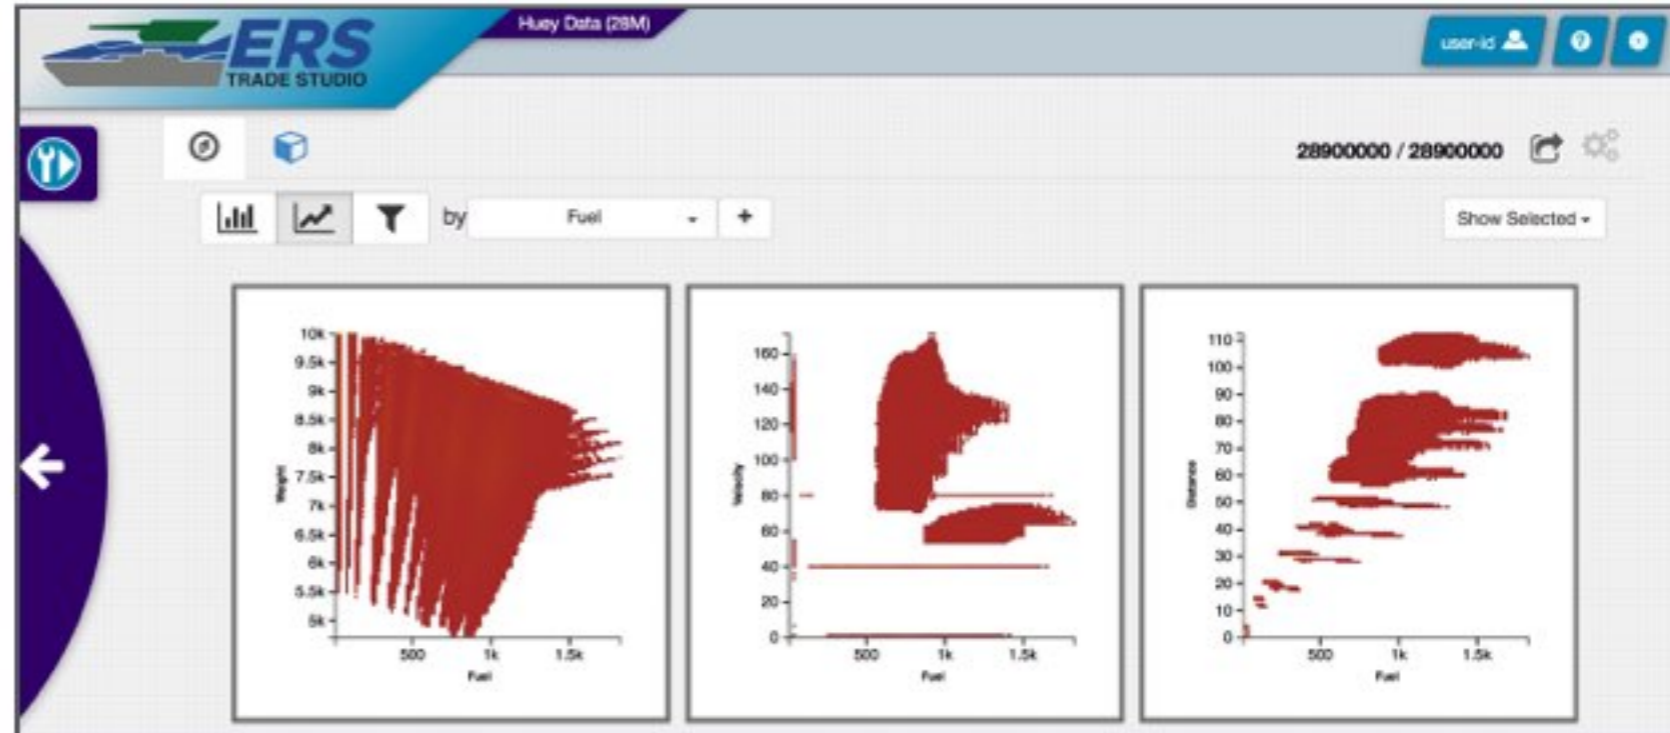 Huey Data (28M)
ERS
TRADE STUDIO
user-id
28900000 / 28900000
by
Fuel
+
Show Selected
10k
9.5k
9k
8.5k
8k
7.5k
7k
6.5k
6k
5.5k
5k
Weight
500 1k 1.5k
Fuel
160
140
120
100
80
60
40
20
0
Velocity
500 1k 1.5k
Fuel
110
100
90
80
70
60
50
40
30
20
10
0
Distance
500 1k 1.5k
Fuel